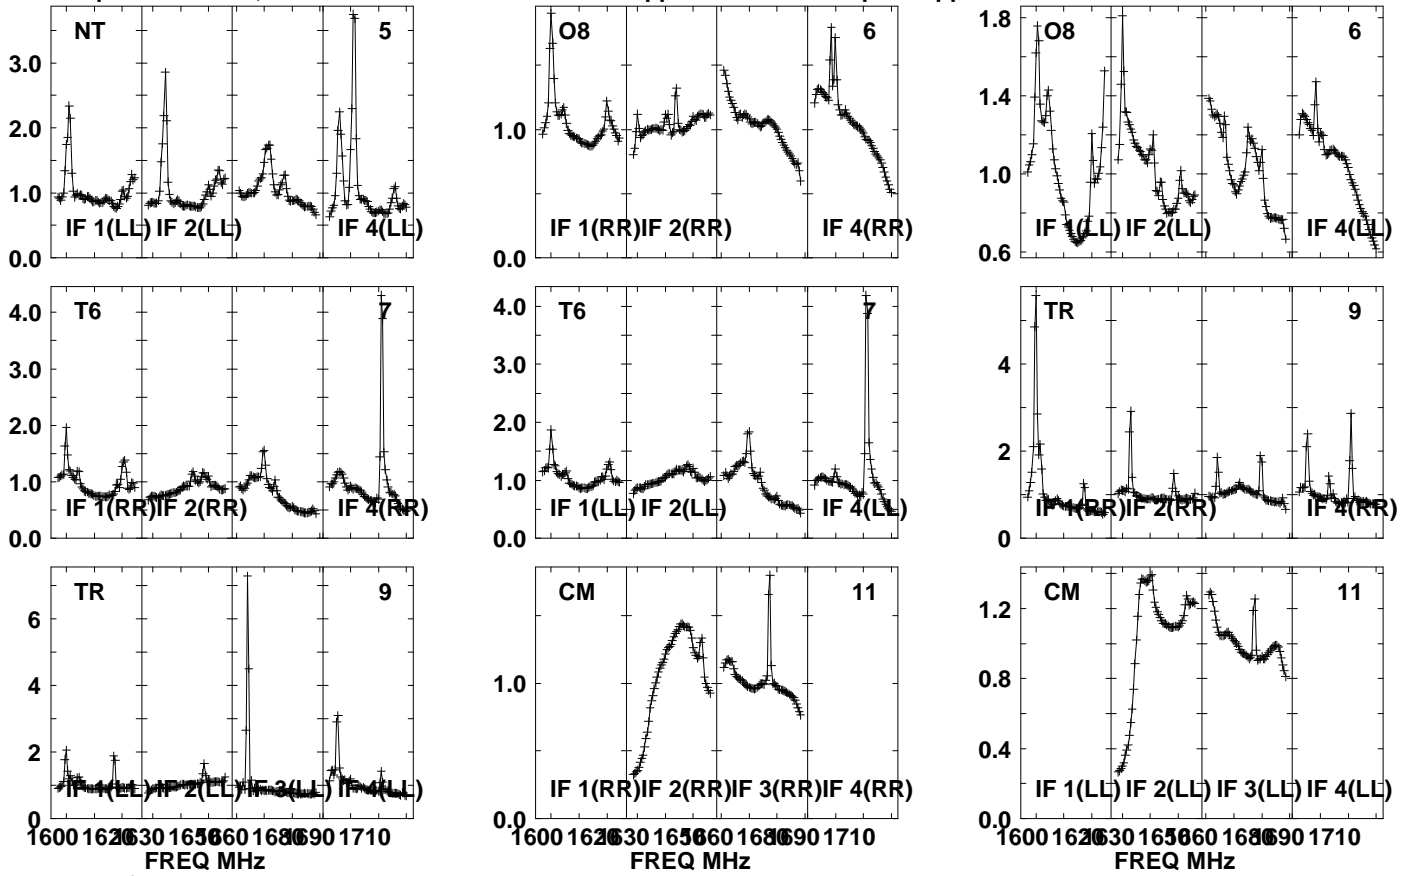 NT 5 O8 6 O8 6
1.8
3.0
1.4
2.0
1.0
1.0
1.0
IF 1(LL) IF 2(LL) IF 4(LL) IF 1(RR) IF 2(RR) IF 4(RR) IF 1(LL) IF 2(LL) IF 4(LL)
0.0 0.0 0.6
T6 7 T6 7 TR 9
4.0 4.0
4
3.0 3.0
2.0 2.0
2
1.0 1.0
IF 1(RR) IF 2(RR) IF 4(RR) IF 1(LL) IF 2(LL) IF 4(LL) IF 1(RR) IF 2(RR) IF 4(RR)
0.0 0.0 0
TR 9 CM 11 CM 11
6 1.2
4 1.0 0.8
2 0.4
IF 1(LL) IF 2(LL) IF 3(LL) IF 4(LL) IF 1(RR) IF 2(RR) IF 3(RR) IF 4(RR) IF 1(LL) IF 2(LL) IF 3(LL) IF 4(LL)
0 0.0 0.0
1600 1620 1630 1650 1660 1680 1690 1710 1600 1620 1630 1650 1660 1680 1690 1710 1600 1620 1630 1650 1660 1680 1690 1710
FREQ MHz FREQ MHz FREQ MHz